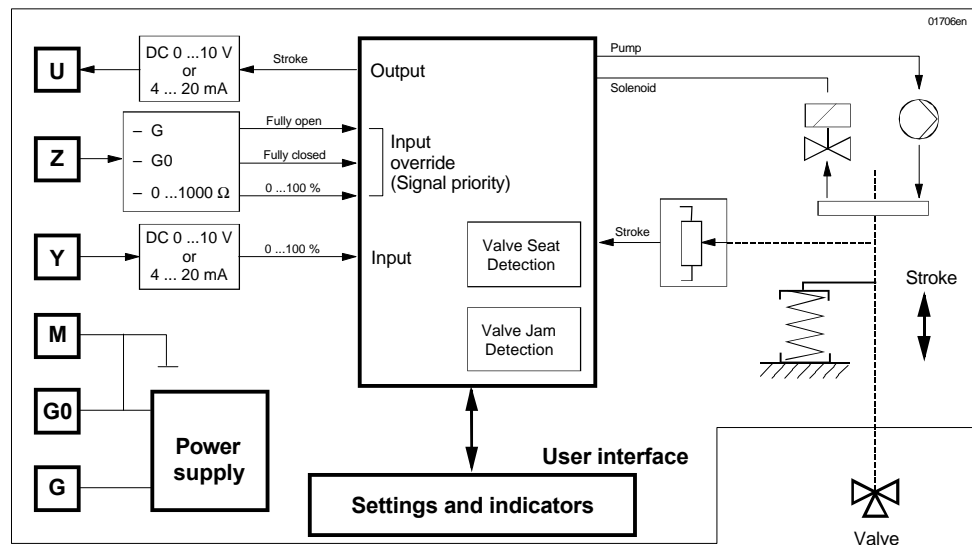 01706en
U
DC 0 ...10 V
or
4 ... 20 mA
Stroke
Output
Pump
Solenoid
Z
– G
– G0
– 0 ...1000 Ω
Fully open
Fully closed
0 ...100 %
Input
override
(Signal priority)
Y
DC 0 ...10 V
or
4 ... 20 mA
0 ...100 %
Input
Valve Seat
Detection
Stroke
Stroke
Valve Jam
Detection
M
G0
G
Power
supply
User interface
Settings and indicators
Valve